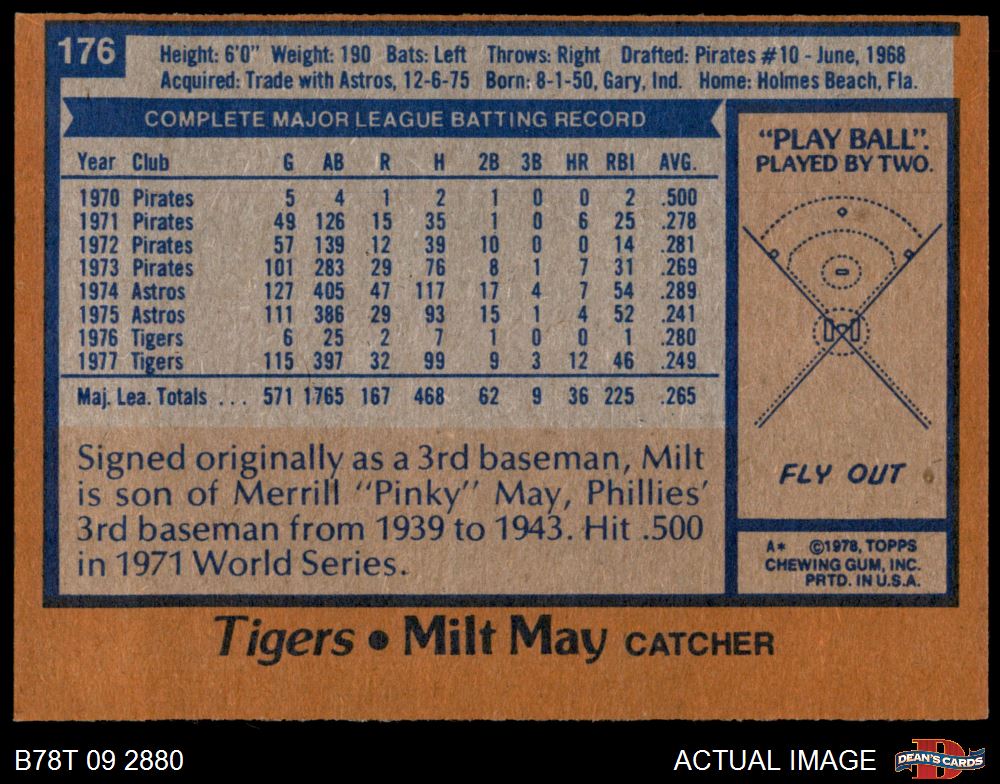 176
Height: 6'0" Weight: 190 Bats: Left Throws: Right Drafted: Pirates #10 - June, 1968
Acquired: Trade with Astros, 12-6-75 Born: 8-1-50, Gary, Ind. Home: Holmes Beach, Fla.
COMPLETE MAJOR LEAGUE BATTING RECORD
Year Club G AB R H 2B 3B HR RBI AVG.
1970 Pirates 5 4 1 2 1 0 0 2 .500
1971 Pirates 49 126 15 35 1 0 6 25 .278
1972 Pirates 57 139 12 39 10 0 0 14 .281
1973 Pirates 101 283 29 76 8 1 7 31 .269
1974 Astros 127 405 47 117 17 4 7 54 .289
1975 Astros 111 386 29 93 15 1 4 52 .241
1976 Tigers 6 25 2 7 1 0 0 1 .280
1977 Tigers 115 397 32 99 9 3 12 46 .249
Maj. Lea. Totals ... 571 1765 167 468 62 9 36 225 .265
Signed originally as a 3rd baseman, Milt
is son of Merrill "Pinky" May, Phillies'
3rd baseman from 1939 to 1943. Hit .500
in 1971 World Series.
"PLAY BALL".
PLAYED BY TWO.
FLY OUT
A* ©1978, TOPPS
CHEWING GUM, INC.
PRTD. IN U.S.A.
Tigers • Milt May CATCHER
B78T 09 2880
ACTUAL IMAGE
DEAN'S CARDS